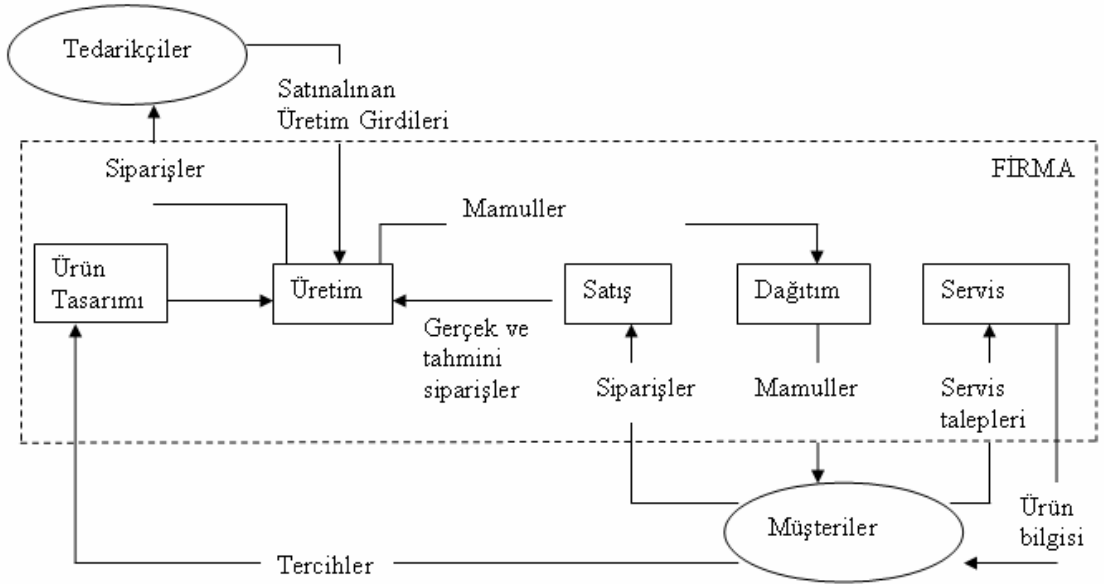 Tedarikçiler
Satınalınan
Üretim Girdileri
Siparişler
FİRMA
Mamuller
Ürün
Tasarımı
Üretim
Satış
Dağıtım
Servis
Gerçek ve
tahmini
siparişler
Siparişler
Mamuller
Servis
talepleri
Müşteriler
Ürün
bilgisi
Tercihler